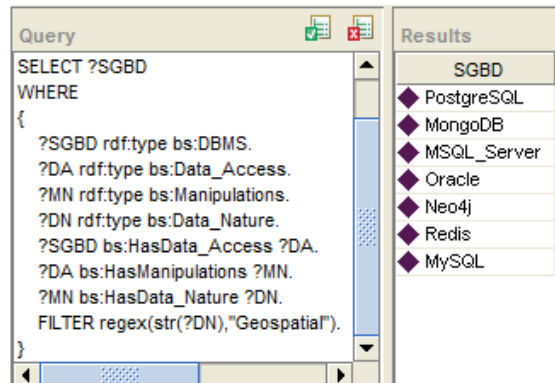 Query
SELECT ?SGBD
WHERE
{
?SGBD rdf:type bs:DBMS.
?DA rdf:type bs:Data_Access.
?MN rdf:type bs:Manipulations.
?DN rdf:type bs:Data_Nature.
?SGBD bs:HasData_Access ?DA.
?DA bs:HasManipulations ?MN.
?MN bs:HasData_Nature ?DN.
FILTER regex(str(?DN),"Geospatial").
}
Results
SGBD
PostgreSQL
MongoDB
MSQL_Server
Oracle
Neo4j
Redis
MySQL